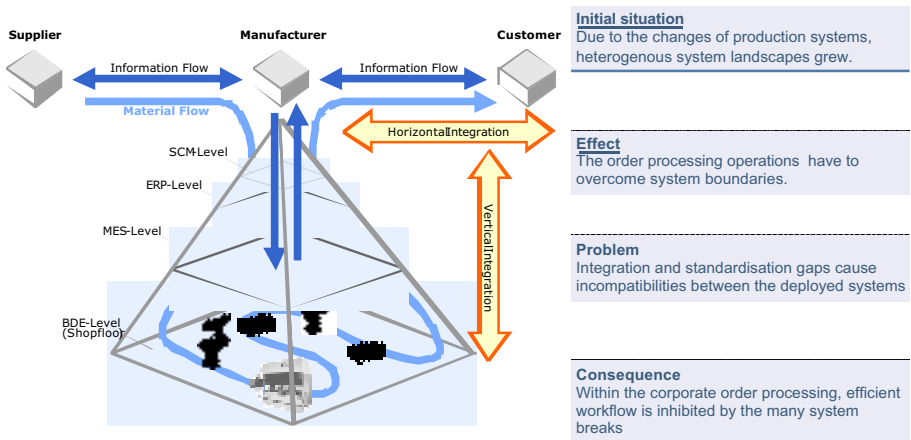 Supplier
Manufacturer
Customer
Information Flow
Information Flow
Material Flow
HorizontalIntegration
SCM-Level
ERP-Level
MES-Level
VerticalIntegration
BDE-Level
(Shopfloor)
Initial situation
Due to the changes of production systems,
heterogenous system landscapes grew.
Effect
The order processing operations have to
overcome system boundaries.
Problem
Integration and standardisation gaps cause
incompatibilities between the deployed systems
Consequence
Within the corporate order processing, efficient
workflow is inhibited by the many system
breaks